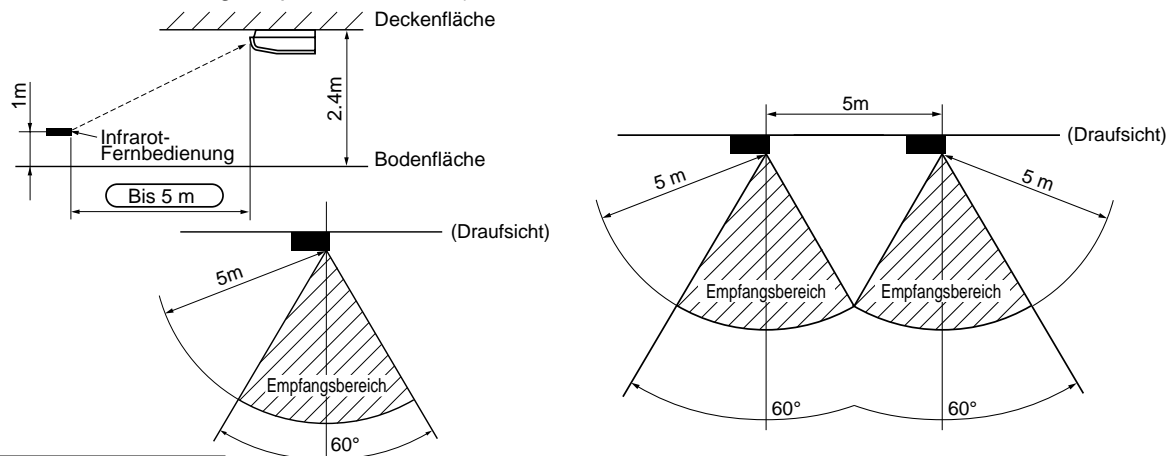 Deckenfläche
1m
2.4m
Infrarot-
Fernbedienung
Bodenfläche
Bis 5 m
(Draufsicht)
5m
Empfangsbereich
60°
5m
(Draufsicht)
5 m
5 m
Empfangsbereich
Empfangsbereich
60°
60°